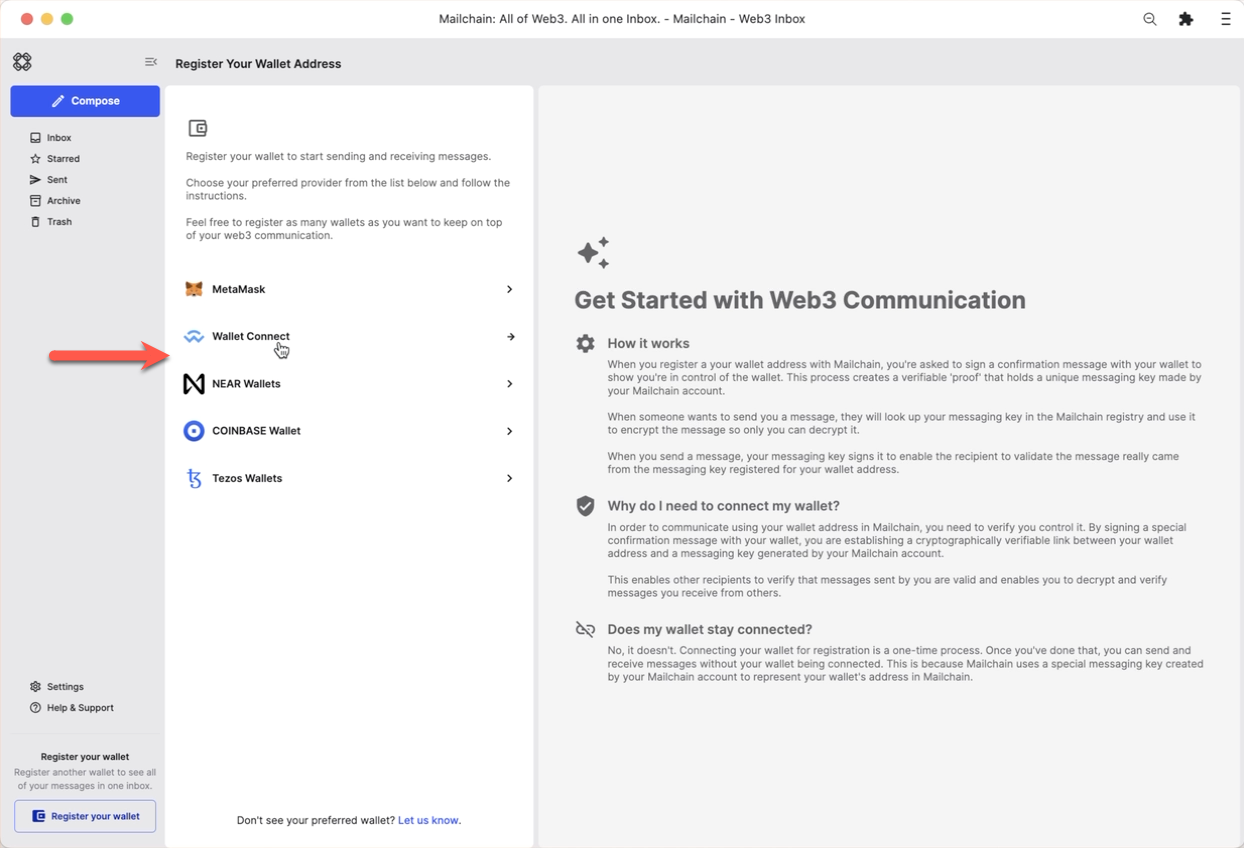 Mailchain: All of Web3. All in one Inbox. - Mailchain - Web3 Inbox
Register Your Wallet Address
Compose
Inbox
Starred
Sent
Archive
Trash
Settings
Help & Support
Register your wallet
Register another wallet to see all
of your messages in one inbox.
Register your wallet
Register your wallet to start sending and receiving messages.
Choose your preferred provider from the list below and follow the
instructions.
Feel free to register as many wallets as you want to keep on top
of your web3 communication.
MetaMask
Wallet Connect
NEAR Wallets
COINBASE Wallet
Tezos Wallets
Don't see your preferred wallet? Let us know.
Get Started with Web3 Communication
How it works
When you register a your wallet address with Mailchain, you're asked to sign a confirmation message with your wallet to
show you're in control of the wallet. This process creates a verifiable 'proof' that holds a unique messaging key made by
your Mailchain account.
When someone wants to send you a message, they will look up your messaging key in the Mailchain registry and use it
to encrypt the message so only you can decrypt it.
When you send a message, your messaging key signs it to enable the recipient to validate the message really came
from the messaging key registered for your wallet address.
Why do I need to connect my wallet?
In order to communicate using your wallet address in Mailchain, you need to verify you control it. By signing a special
confirmation message with your wallet, you are establishing a cryptographically verifiable link between your wallet
address and a messaging key generated by your Mailchain account.
This enables other recipients to verify that messages sent by you are valid and enables you to decrypt and verify
messages you receive from others.
Does my wallet stay connected?
No, it doesn't. Connecting your wallet for registration is a one-time process. Once you've done that, you can send and
receive messages without your wallet being connected. This is because Mailchain uses a special messaging key created
by your Mailchain account to represent your wallet's address in Mailchain.